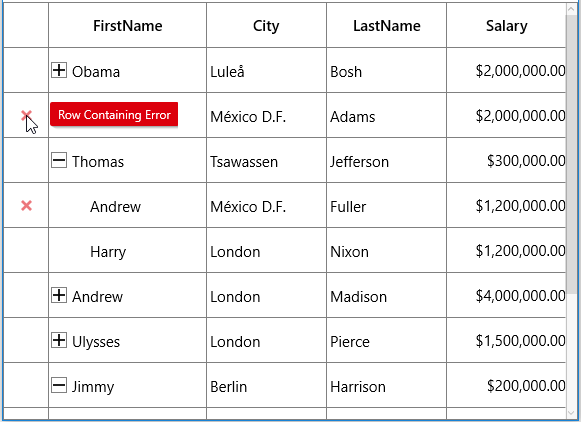 FirstName City LastName Salary
Obama Luleå Bosh $2,000,000.00
Row Containing Error México D.F. Adams $2,000,000.00
Thomas Tsawassen Jefferson $300,000.00
Andrew México D.F. Fuller $1,200,000.00
Harry London Nixon $1,200,000.00
Andrew London Madison $4,000,000.00
Ulysses London Pierce $1,500,000.00
Jimmy Berlin Harrison $200,000.00